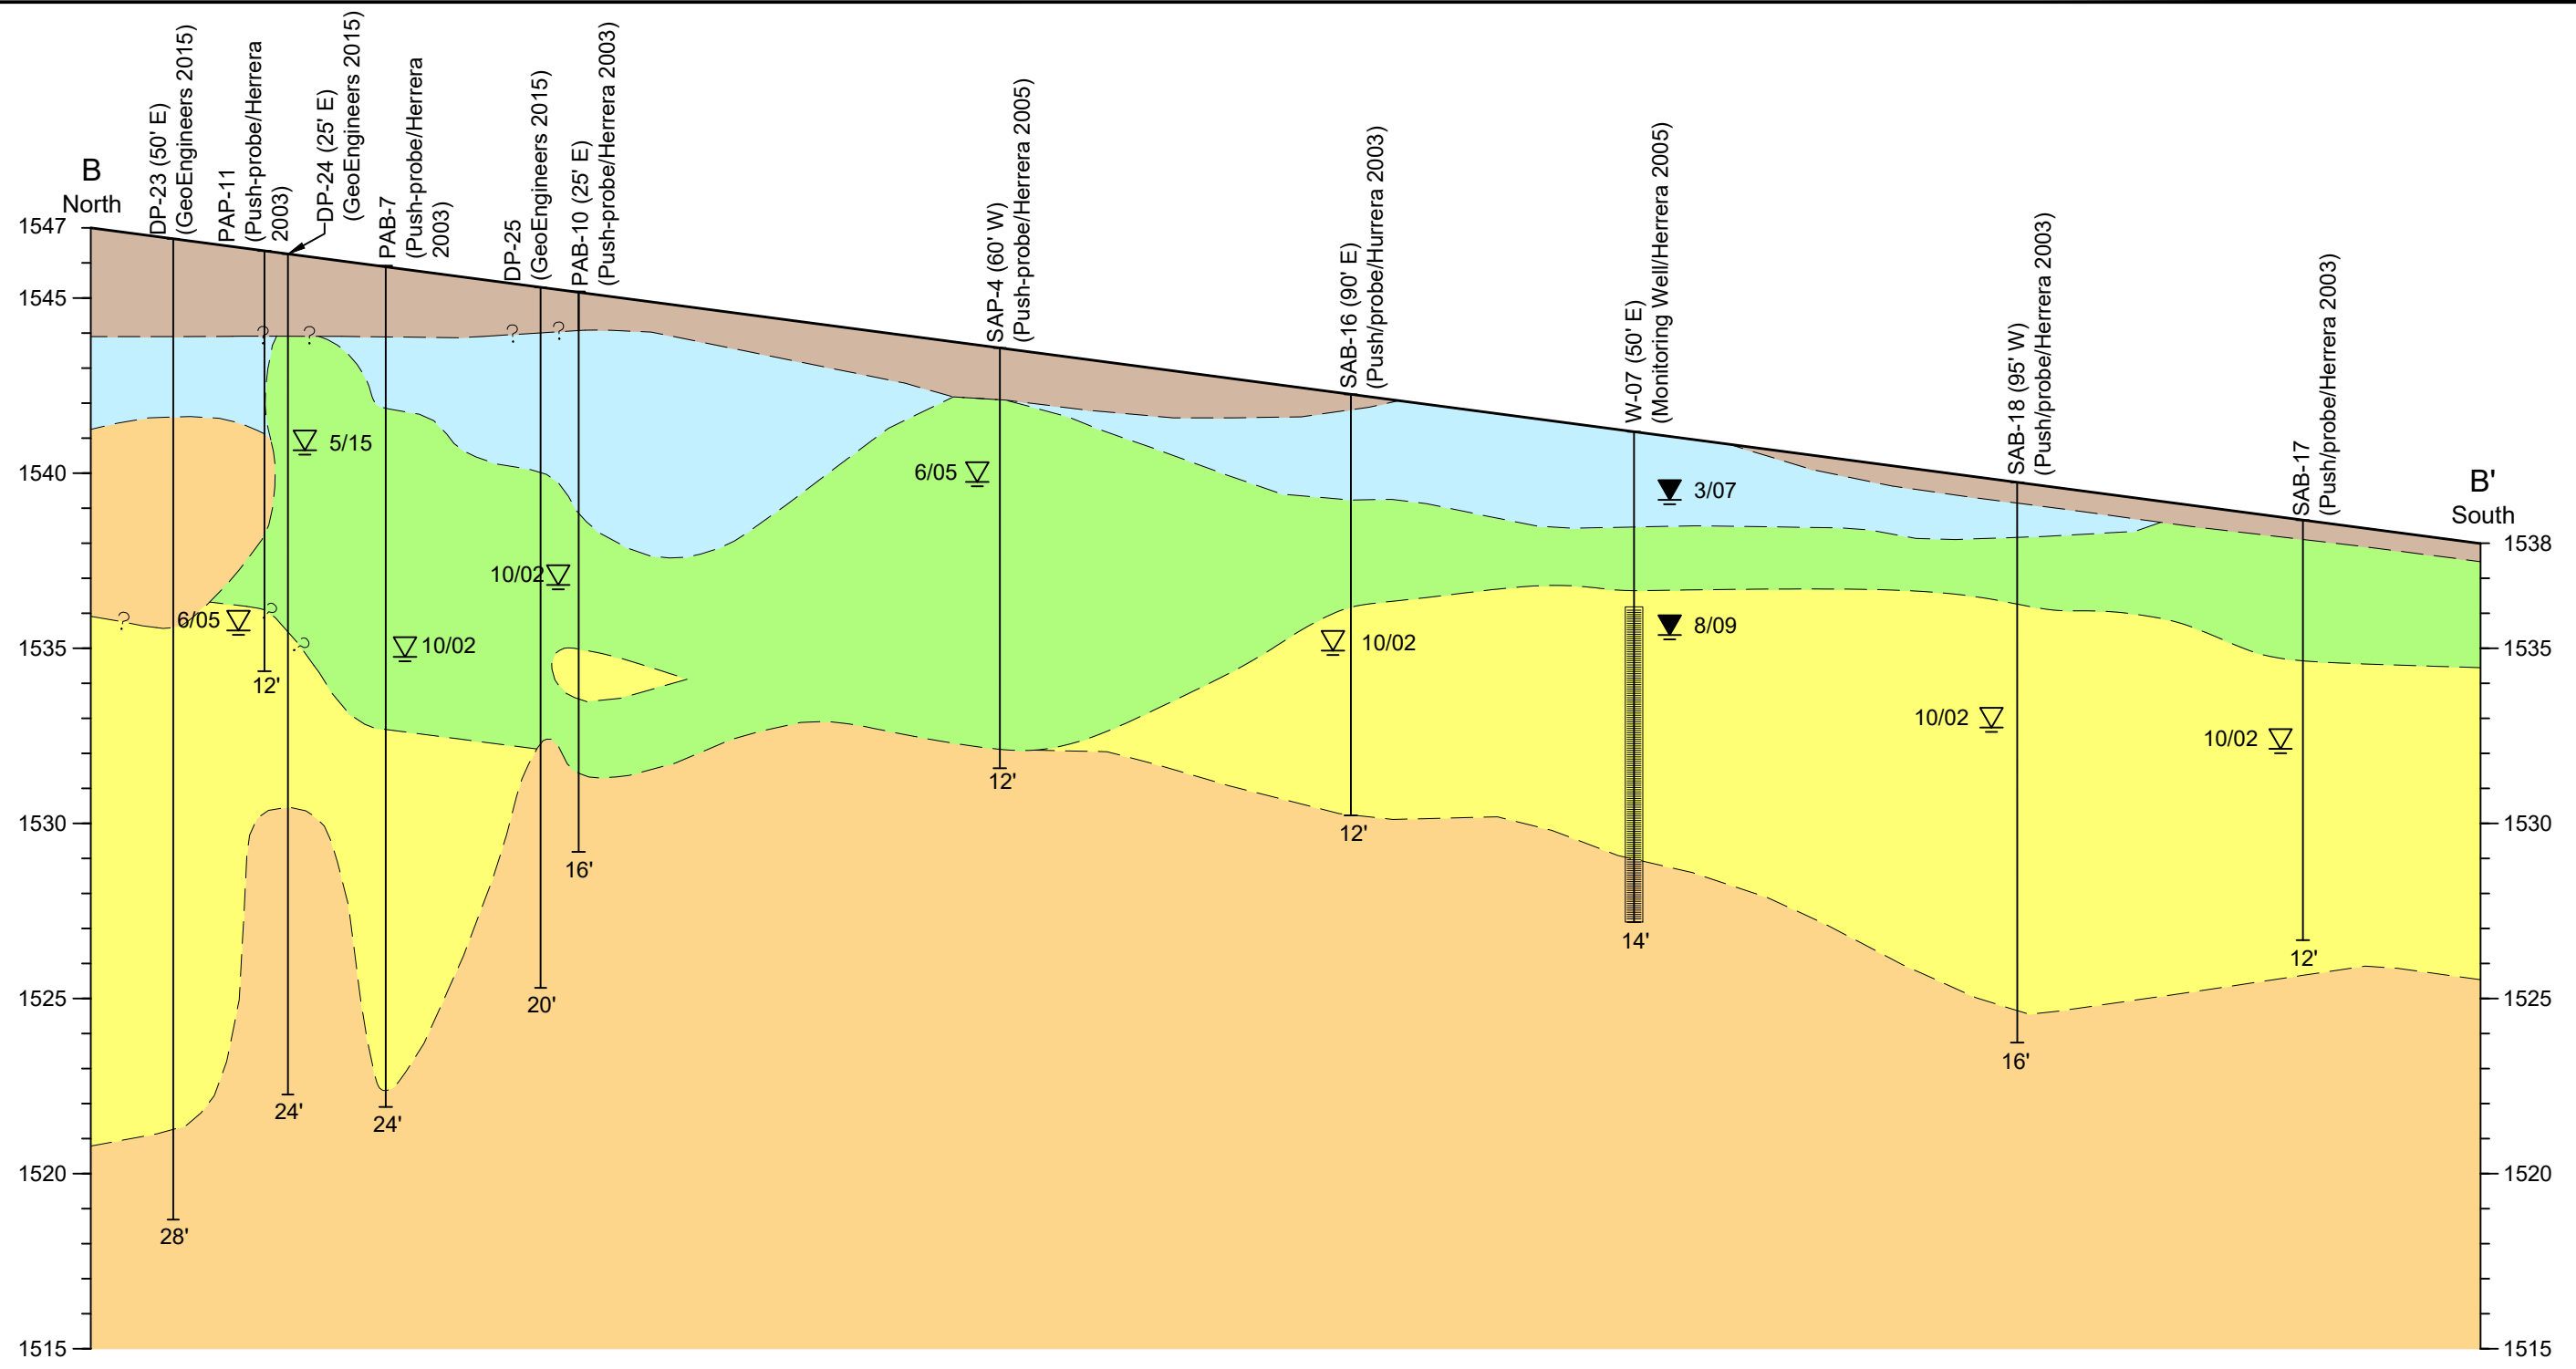 B
North
DP-23 (50' E)
(GeoEngineers 2015)
PAP-11
(Push-probe/Herrera
2003)
DP-24 (25' E)
(GeoEngineers 2015)
PAB-7
(Push-probe/Herrera
2003)
DP-25
(GeoEngineers 2015)
PAB-10 (25' E)
(Push-probe/Herrera 2003)
SAP-4 (60' W)
(Push-probe/Herrera 2005)
SAB-16 (90' E)
(Push/probe/Hurrera 2003)
W-07 (50' E)
(Monitoring Well/Herrera 2005)
SAB-18 (95' W)
(Push/probe/Herrera 2003)
SAB-17
(Push/probe/Herrera 2003)
B'
South
1547
1545
1540
1535
1530
1525
1520
1515
1538
1535
1530
1525
1520
1515
? ? ? ?
5/15
6/05
3/07
10/02
? 6/05 ?
?
10/02
10/02
8/09
10/02
10/02
12'
12'
16'
12'
14'
12'
20'
16'
24'
24'
28'